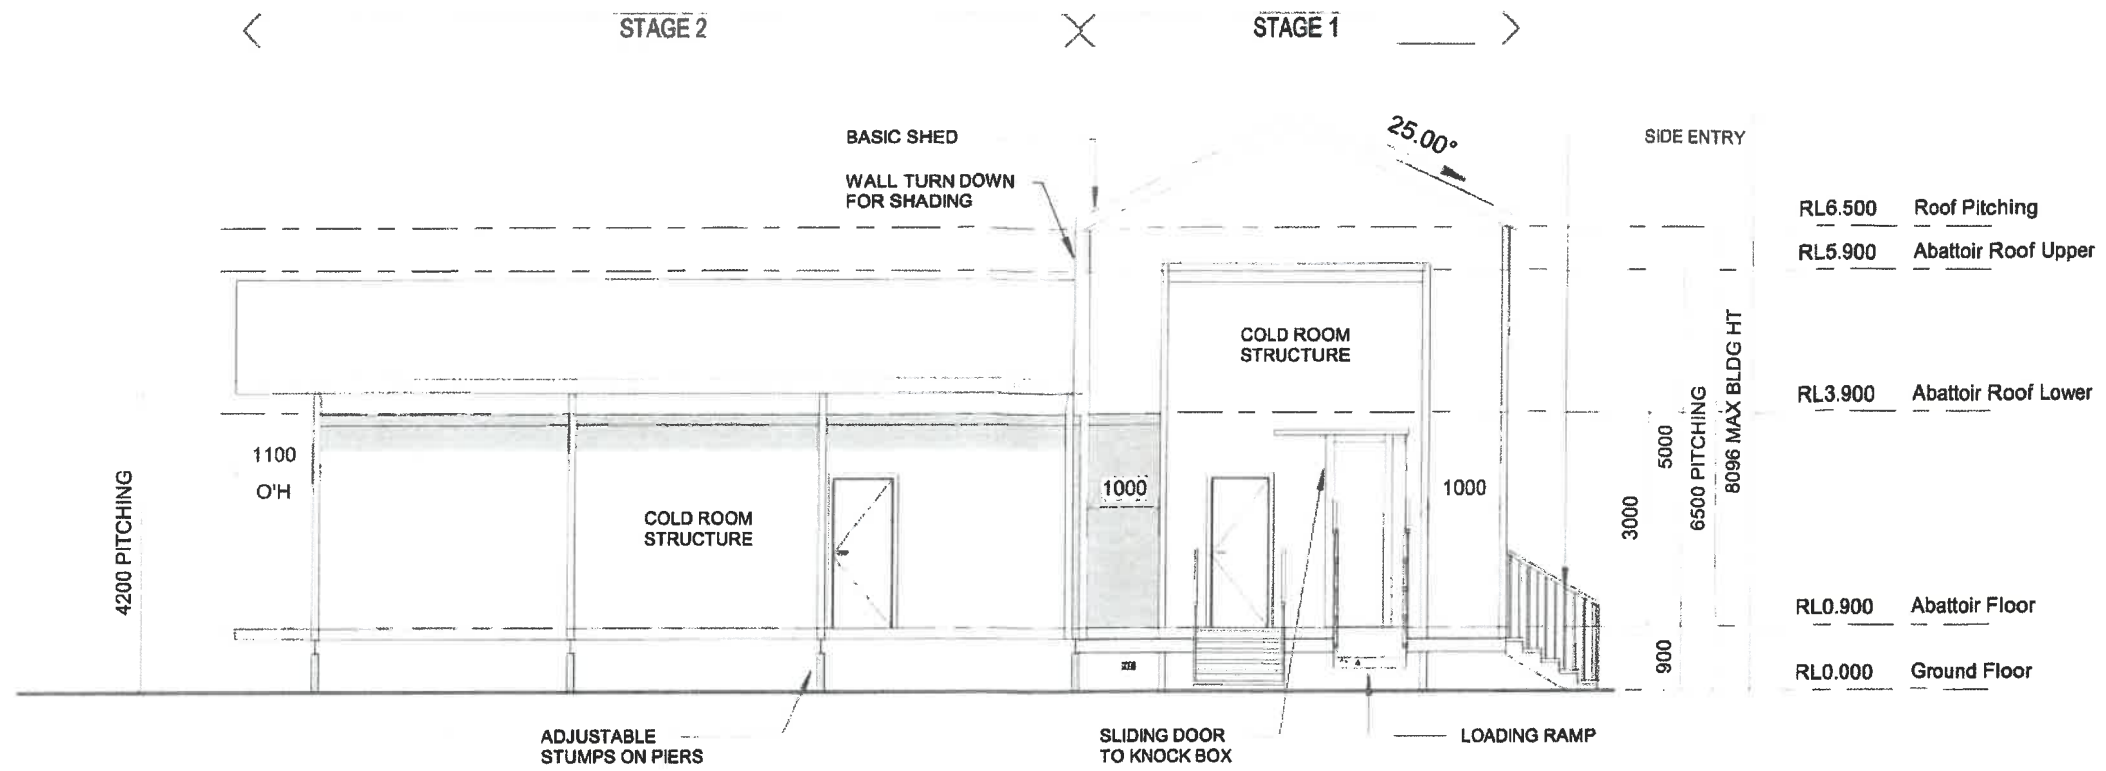 STAGE 2
STAGE 1
BASIC SHED
25.00°
SIDE ENTRY
WALL TURN DOWN
FOR SHADING
RL6.500 Roof Pitching
RL5.900 Abattoir Roof Upper
COLD ROOM
STRUCTURE
RL3.900 Abattoir Roof Lower
1100
O'H
4200 PITCHING
COLD ROOM
STRUCTURE
1000
1000
3000
5000
6500 PITCHING
8096 MAX BLDG HT
RL0.900 Abattoir Floor
900
RL0.000 Ground Floor
ADJUSTABLE
STUMPS ON PIERS
SLIDING DOOR
TO KNOCK BOX
LOADING RAMP